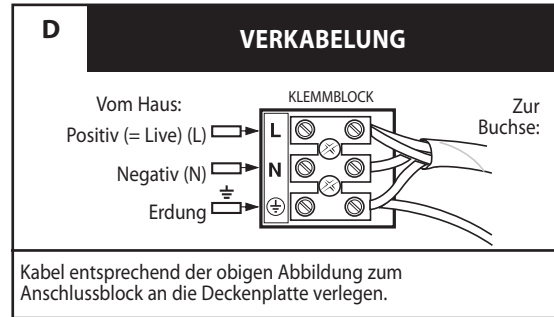 D
VERKABELUNG
Vom Haus:
KLEMMBLOCK
Zur
Buchse:
Positiv (= Live) (L)
L
Negativ (N)
N
Erdung
Kabel entsprechend der obigen Abbildung zum
Anschlussblock an die Deckenplatte verlegen.